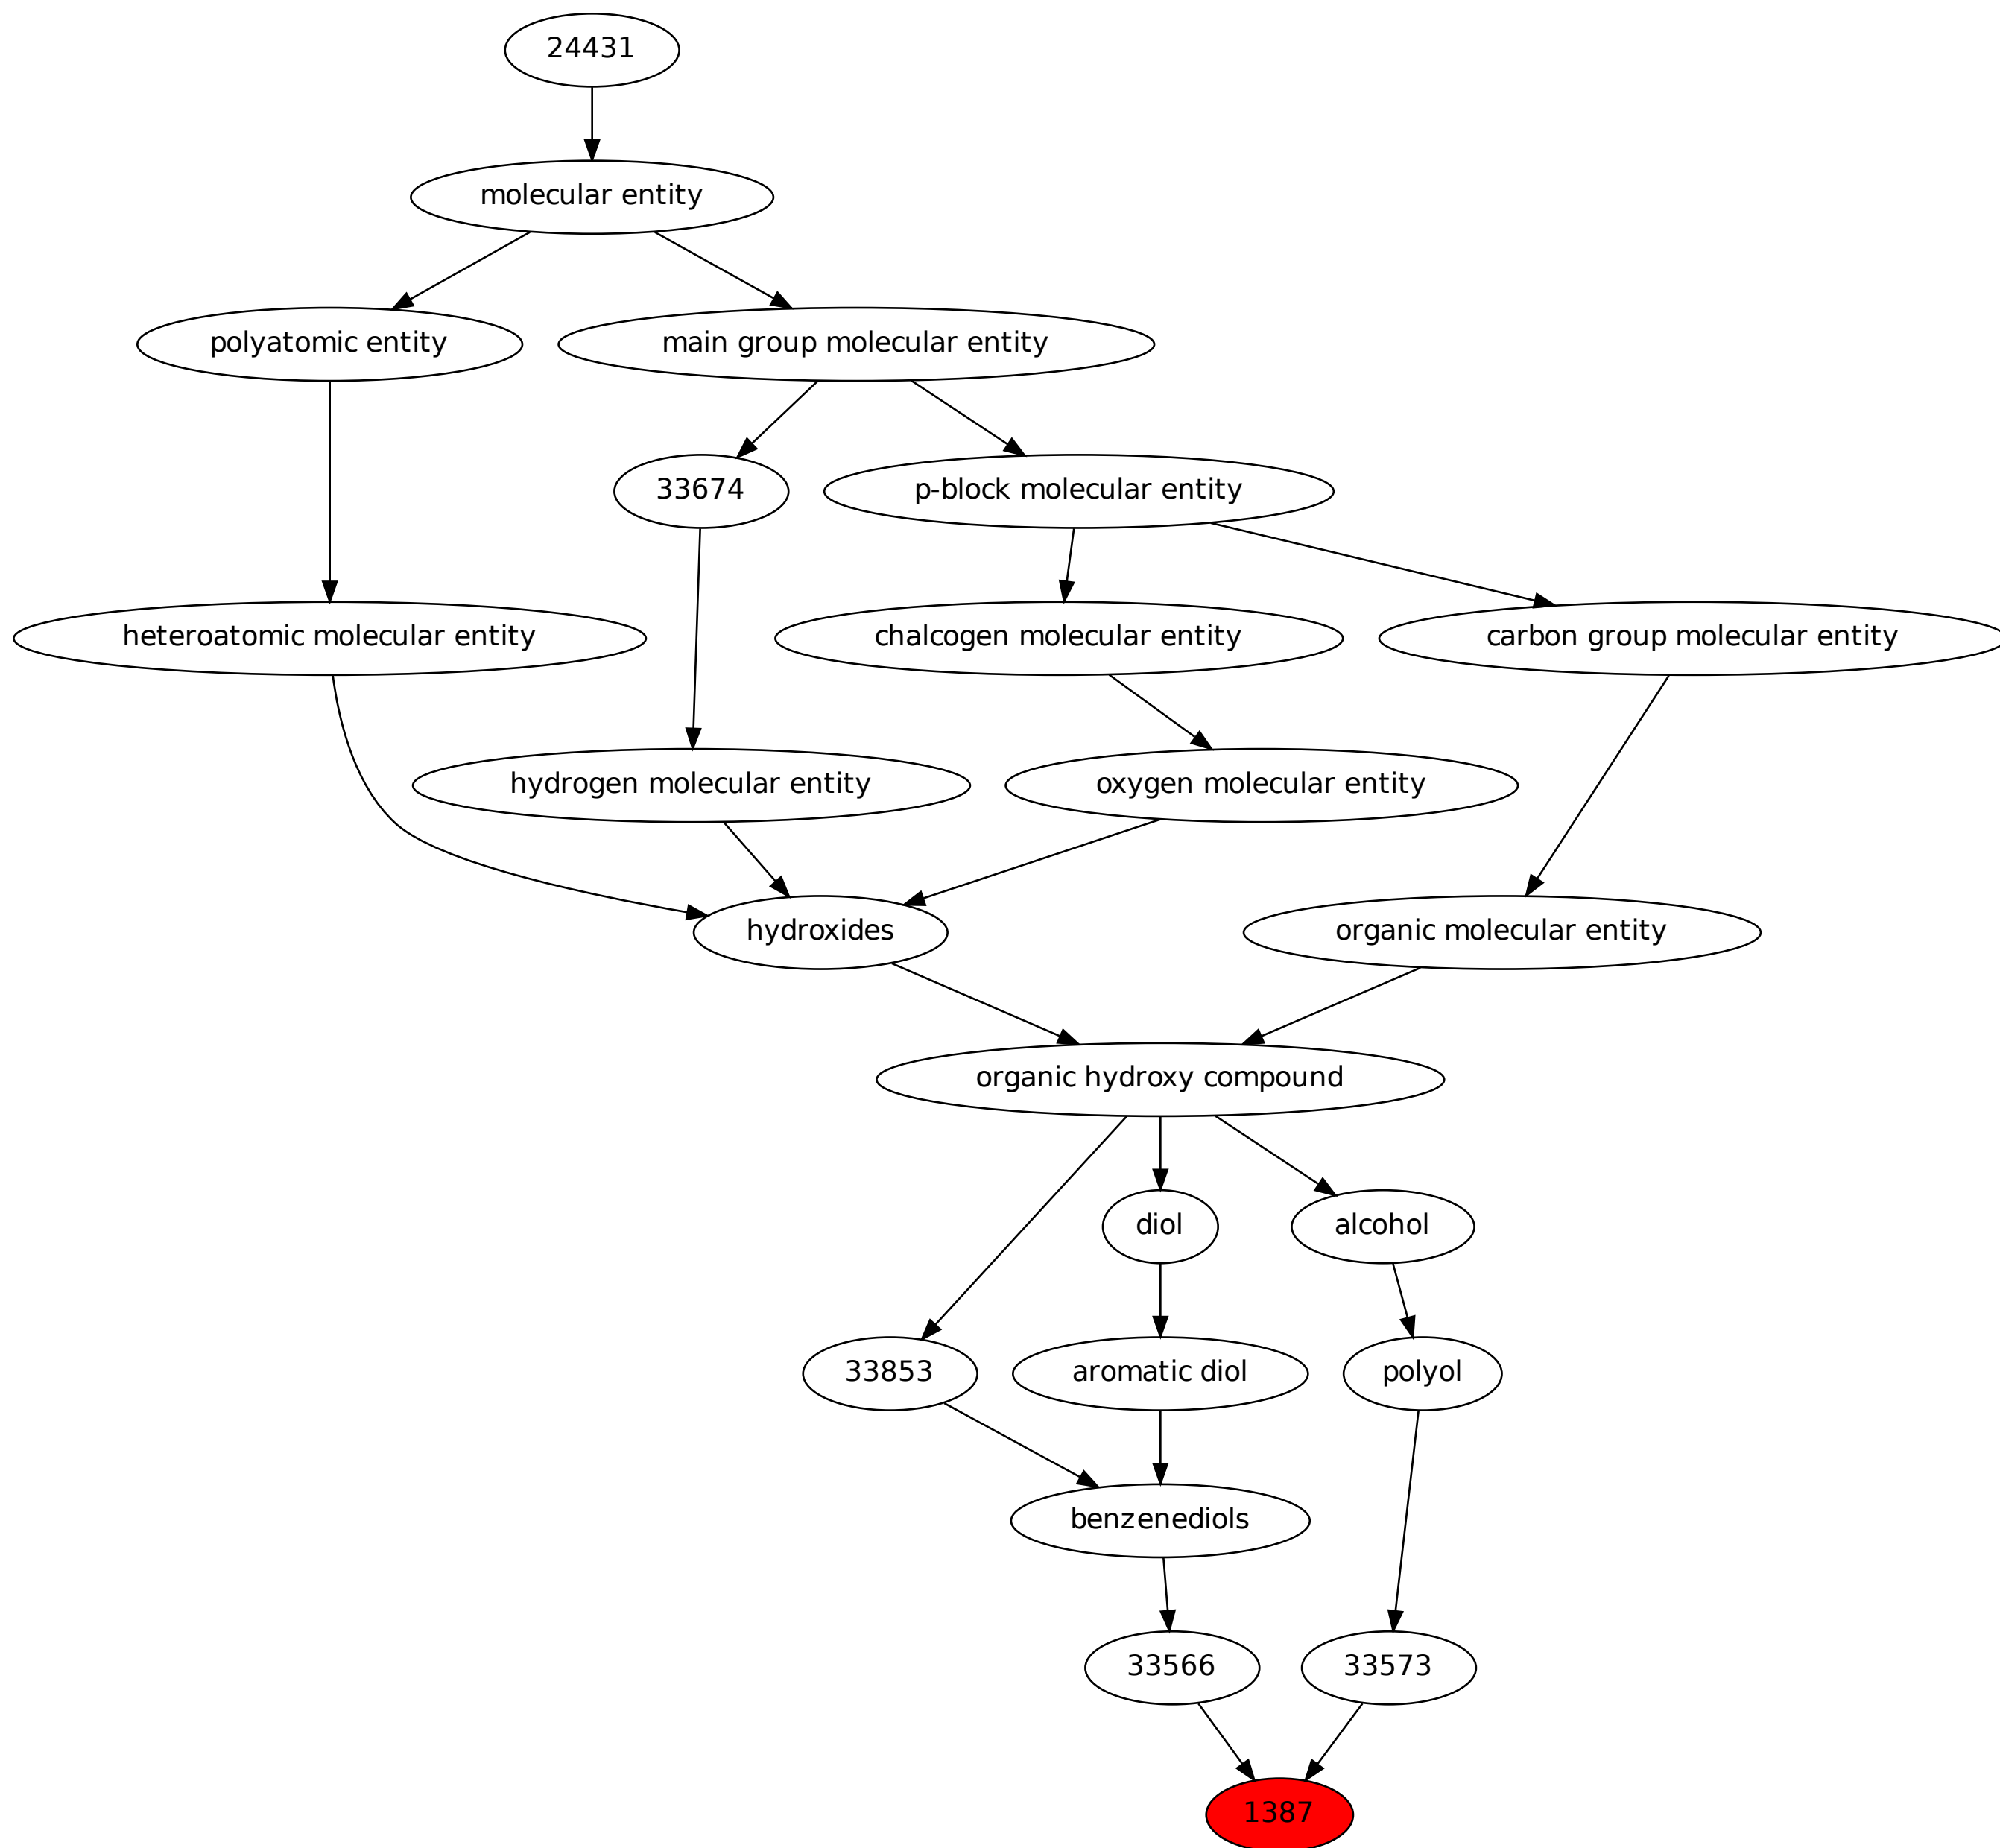 24431
molecular entity
polyatomic entity
main group molecular entity
33674
p-block molecular entity
heteroatomic molecular entity
chalcogen molecular entity
carbon group molecular entity
hydrogen molecular entity
oxygen molecular entity
hydroxides
organic molecular entity
organic hydroxy compound
diol
alcohol
33853
aromatic diol
polyol
benzenediols
33566
33573
1387